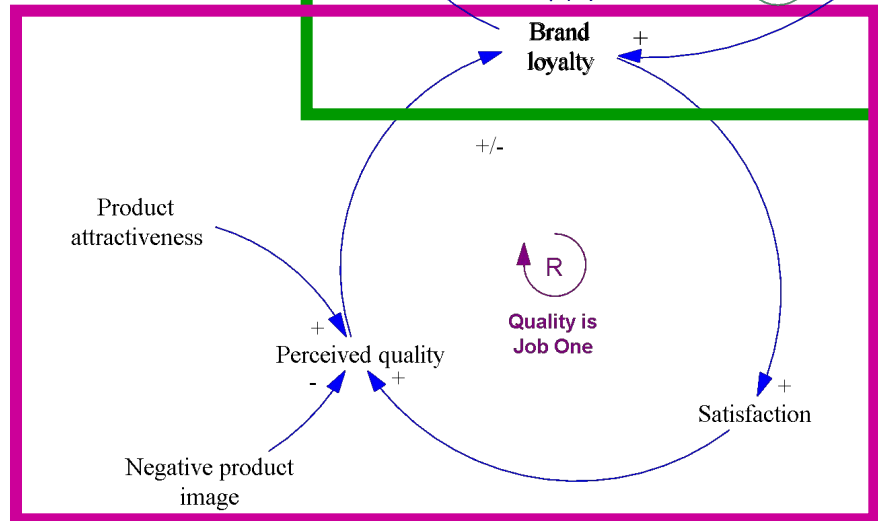 Brand
loyalty
+
+/-
Product
attractiveness
R
Quality is
Job One
+
Perceived quality
-
+
+
Satisfaction
Negative product
image